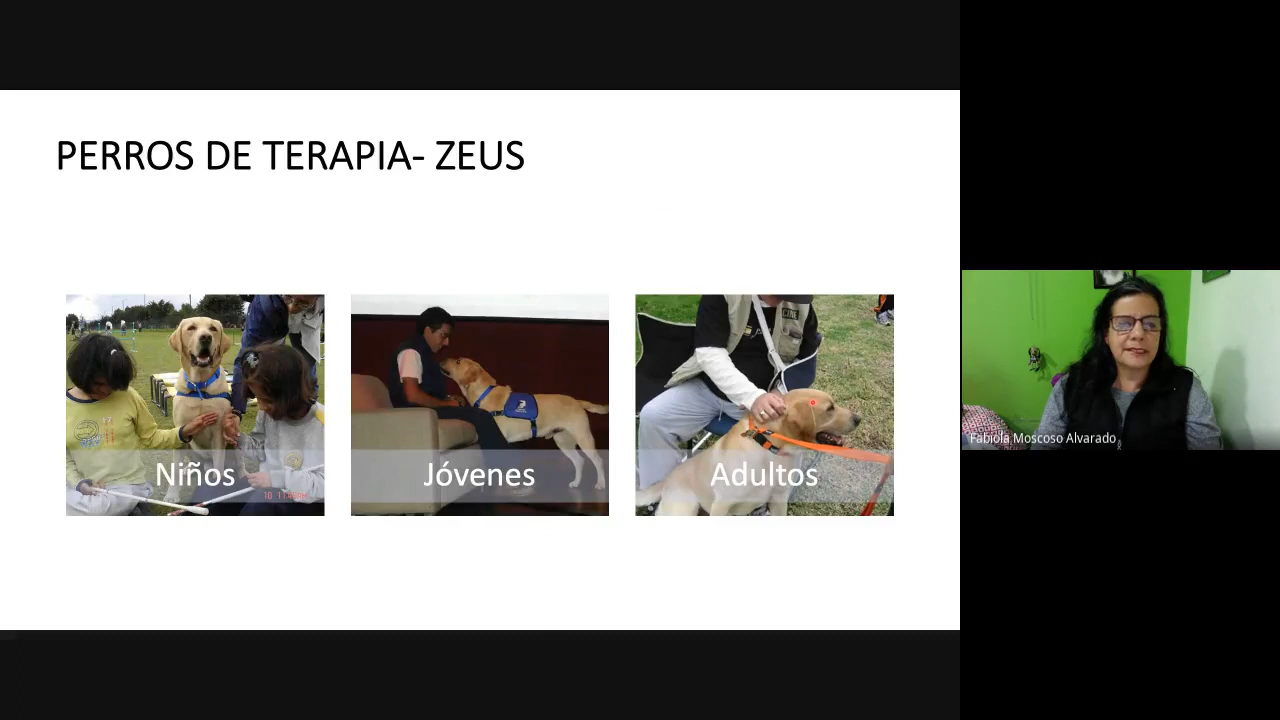 PERROS DE TERAPIA- ZEUS
Niños
Jóvenes
Adultos
Fabiola Moscoso Alvarado